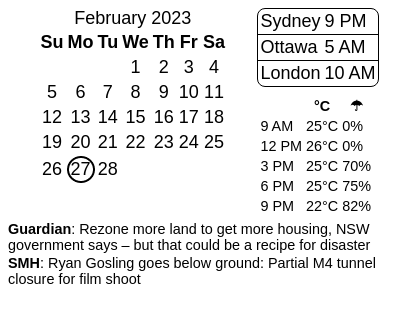 February 2023
Su Mo Tu We Th Fr Sa
1 2 3 4
5 6 7 8 9 10 11
12 13 14 15 16 17 18
19 20 21 22 23 24 25
26 27 28
Sydney 9 PM
Ottawa 5 AM
London 10 AM
°C ☂
9 AM 25°C 0%
12 PM 26°C 0%
3 PM 25°C 70%
6 PM 25°C 75%
9 PM 22°C 82%
Guardian: Rezone more land to get more housing, NSW
government says – but that could be a recipe for disaster
SMH: Ryan Gosling goes below ground: Partial M4 tunnel
closure for film shoot